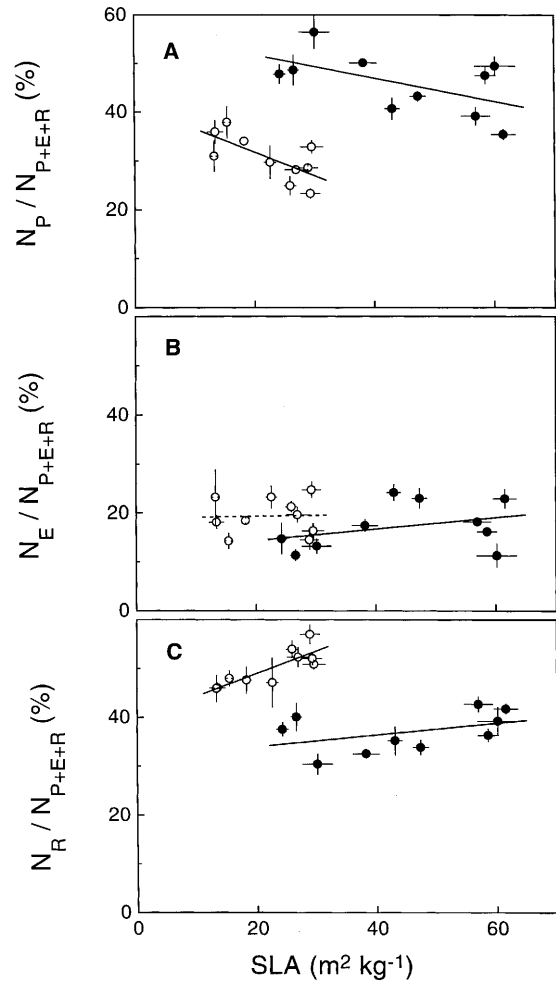 60
A
40
20
0
N_P / N_P+E+R (%)
B
40
20
0
N_E / N_P+E+R (%)
C
40
20
0
N_R / N_P+E+R (%)
0 20 40 60
SLA (m² kg⁻¹)